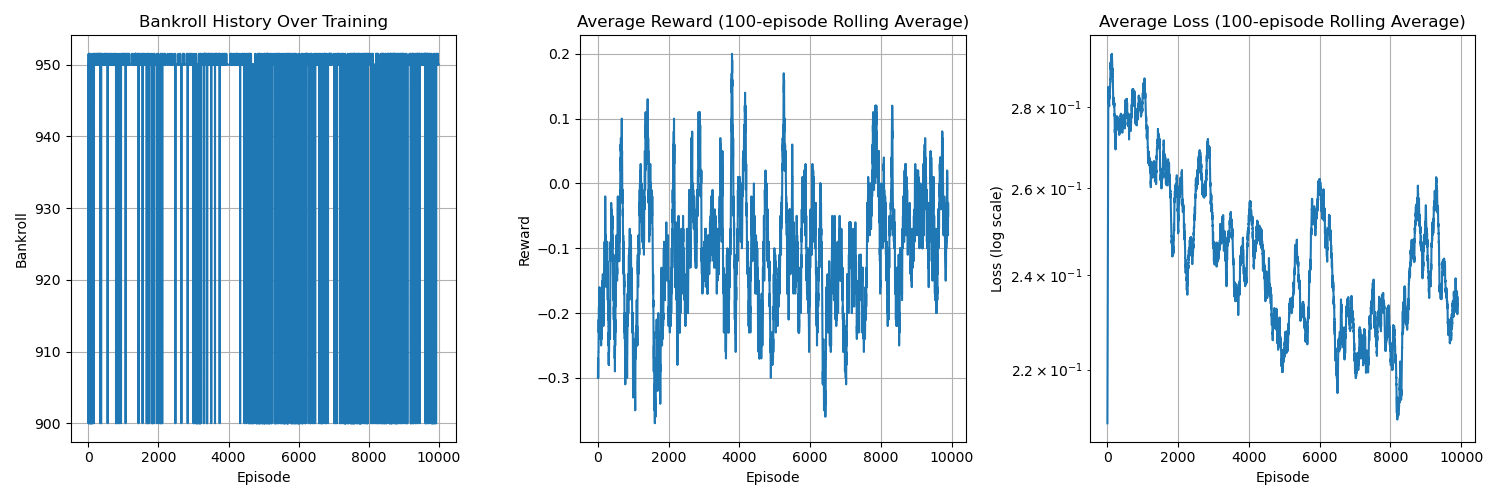 Bankroll History Over Training
Bankroll
950
940
930
920
910
900
0 2000 4000 6000 8000 10000
Episode
Average Reward (100-episode Rolling Average)
Reward
0.2
0.1
0.0
−0.1
−0.2
−0.3
0 2000 4000 6000 8000 10000
Episode
Average Loss (100-episode Rolling Average)
Loss (log scale)
2.8 × 10⁻¹
2.6 × 10⁻¹
2.4 × 10⁻¹
2.2 × 10⁻¹
0 2000 4000 6000 8000 10000
Episode